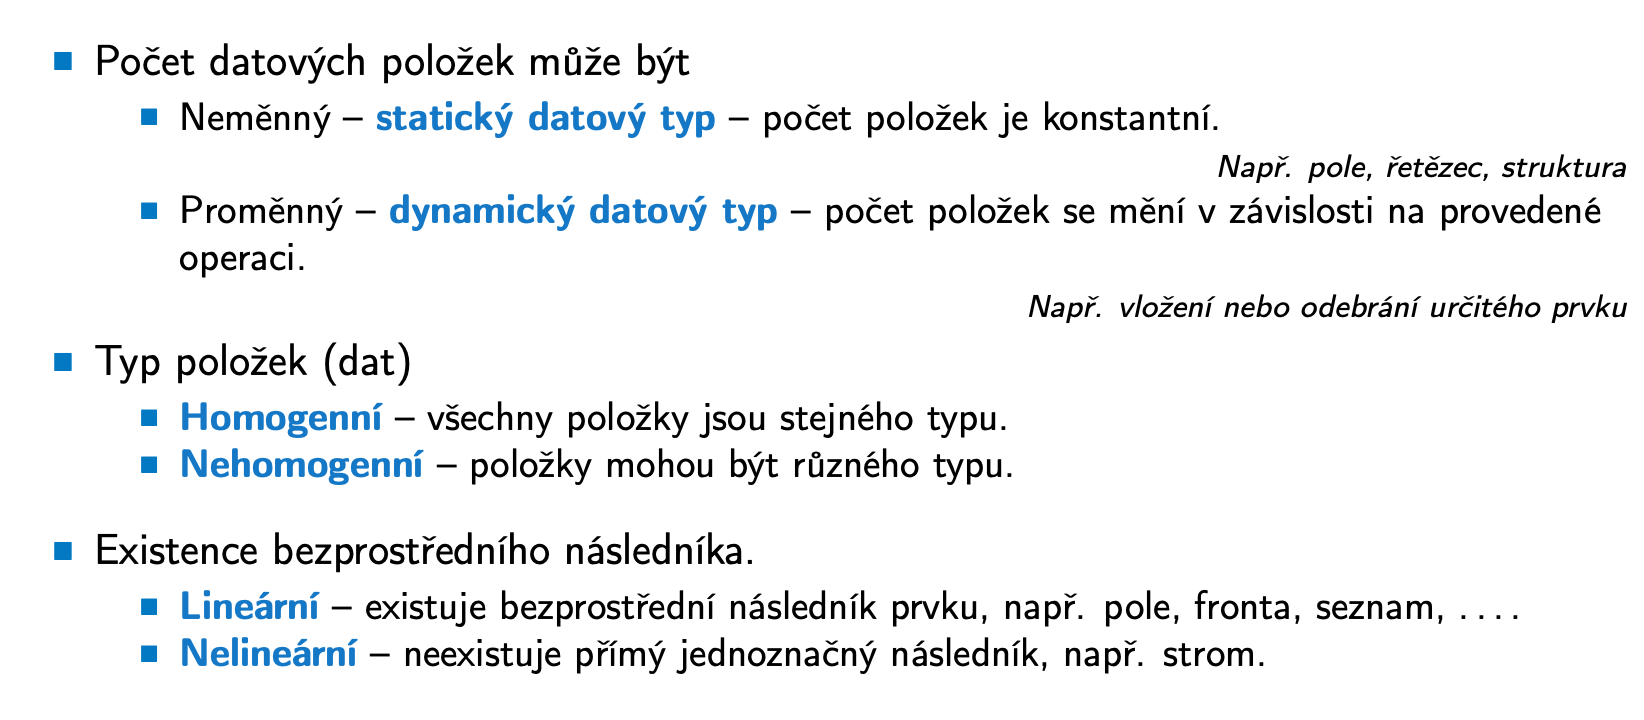 Počet datových položek může být
Neměnný – statický datový typ – počet položek je konstantní.
Např. pole, řetězec, struktura
Proměnný – dynamický datový typ – počet položek se mění v závislosti na provedené
operaci.
Např. vložení nebo odebrání určitého prvku
Typ položek (dat)
Homogenní – všechny položky jsou stejného typu.
Nehomogenní – položky mohou být různého typu.
Existence bezprostředního následníka.
Lineární – existuje bezprostřední následník prvku, např. pole, fronta, seznam, . . . .
Nelineární – neexistuje přímý jednoznačný následník, např. strom.